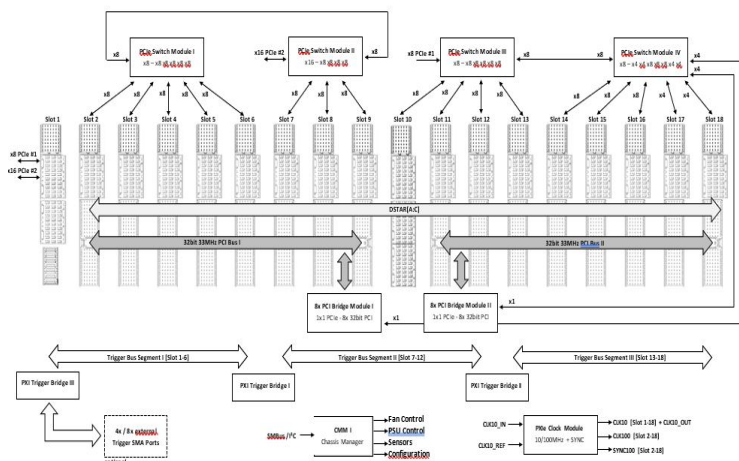 PCIe Switch Module I
x8 – x8 x8 x8 x8 x8
PCIe Switch Module II
x16 – x8 x8 x8 x8
PCIe Switch Module III
x8 – x8 x8 x8 x8
PCIe Switch Module IV
x8 – x4 x4 x8 x8 x8 x4 x4
x8
x16 PCIe #2
x8
x8 PCIe #1
x8
x8
x4
x4
x8
x8
x8
x8
x8
x8
x8
x8
x8
x8
x8
x8
x8
x8
x4
x4
Slot 1
Slot 2
Slot 3
Slot 4
Slot 5
Slot 6
Slot 7
Slot 8
Slot 9
Slot 10
Slot 11
Slot 12
Slot 13
Slot 14
Slot 15
Slot 16
Slot 17
Slot 18
x8 PCIe #1
x16 PCIe #2
DSTAR[A:C]
32bit 33MHz PCI Bus I
32bit 33MHz PCI Bus II
8x PCI Bridge Module I
1x1 PCIe - 8x 32bit PCI
8x PCI Bridge Module II
1x1 PCIe - 8x 32bit PCI
x1
x1
Trigger Bus Segment I [Slot 1-6]
Trigger Bus Segment II [Slot 7-12]
Trigger Bus Segment III [Slot 13-18]
PXI Trigger Bridge III
PXI Trigger Bridge I
PXI Trigger Bridge II
4x / 8x external
Trigger SMA Ports
SMBus / I²C
CMM I
Chassis Manager
Fan Control
PSU Control
Sensors
Configuration
CLK10_IN
CLK10_REF
PXIe Clock Module
10/100MHz + SYNC
CLK10 [Slot 1-18] + CLK10_OUT
CLK100 [Slot 2-18]
SYNC100 [Slot 2-18]